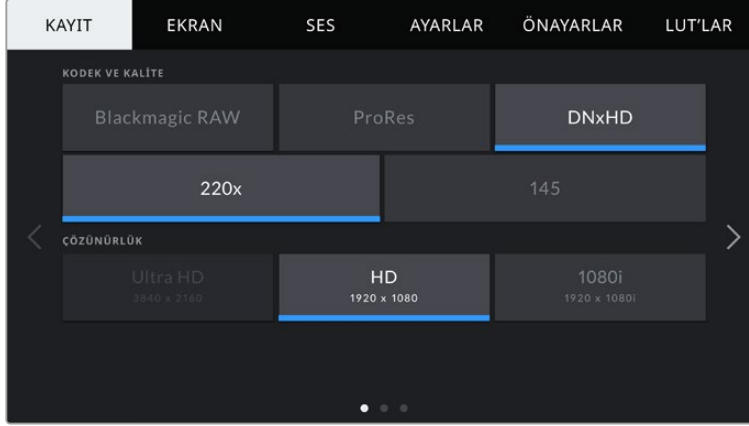 KAYIT EKRAN SES AYARLAR ÖNAYARLAR LUT'LAR
KODEK VE KALİTE
Blackmagic RAW ProRes DNxHD
220x 145
ÇÖZÜNÜRLÜK
Ultra HD HD 1080i
3840 x 2160 1920 x 1080 1920 x 1080i